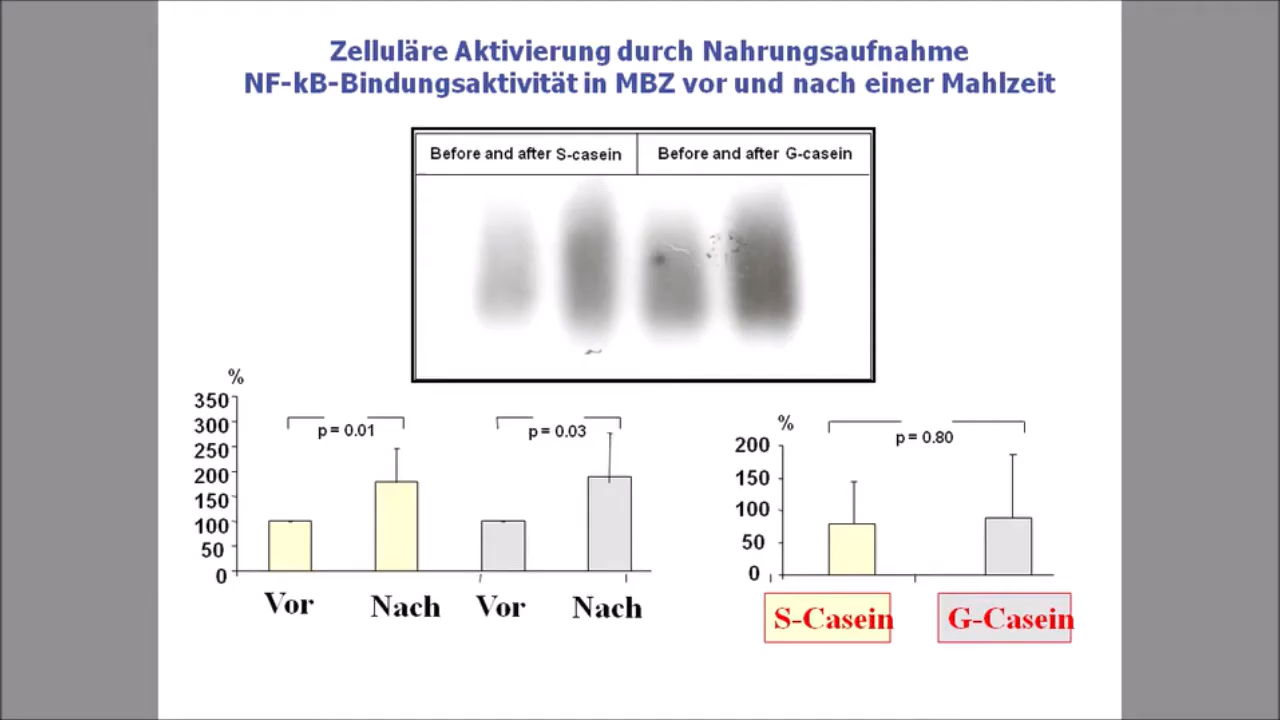 Zelluläre Aktivierung durch Nahrungsaufnahme
NF-kB-Bindungsaktivität in MBZ vor und nach einer Mahlzeit
Before and after S-casein
Before and after G-casein
%
350
300
250
200
150
100
50
0
p = 0.01
p = 0.03
Vor
Nach
Vor
Nach
%
200
150
100
50
0
p = 0.80
S-Casein
G-Casein